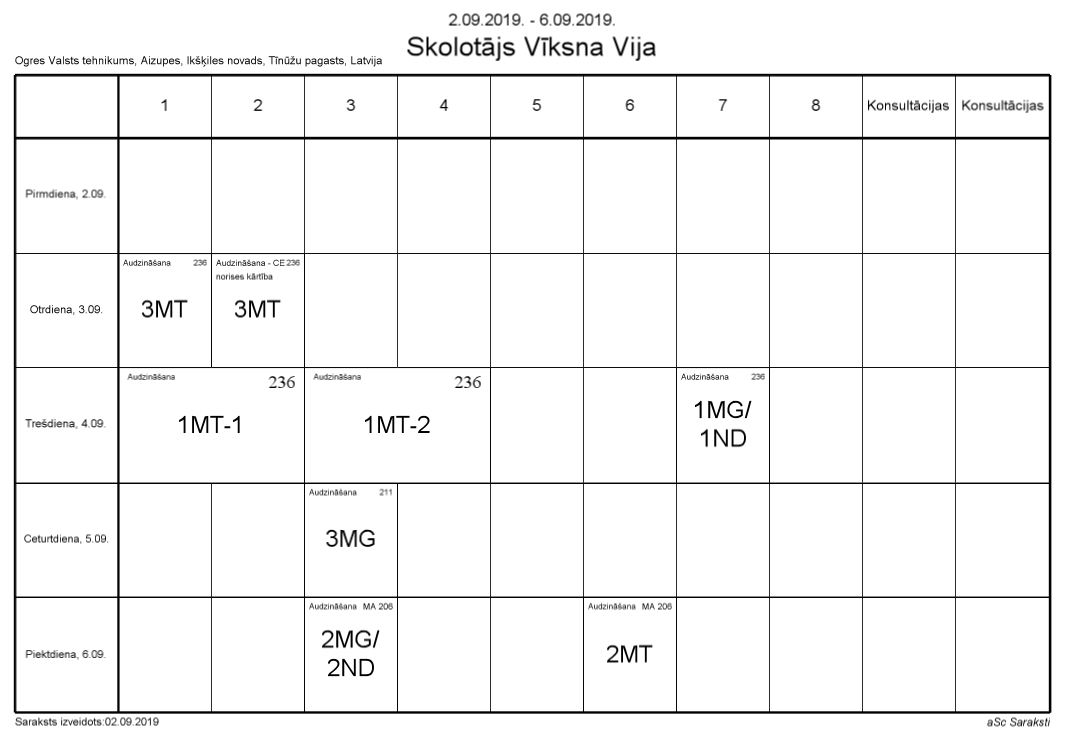 2.09.2019. - 6.09.2019.
Skolotājs Vīksna Vija
Ogres Valsts tehnikums, Aizupes, Ikšķiles novads, Tīnūžu pagasts, Latvija
1 2 3 4 5 6 7 8 Konsultācijas Konsultācijas
Pirmdiena, 2.09.
Otrdiena, 3.09.
Audzināšana 236
3MT
Audzināšana - CE 236
norises kārtība
3MT
Trešdiena, 4.09.
Audzināšana 236
1MT-1
Audzināšana 236
1MT-2
Audzināšana 236
1MG/
1ND
Ceturtdiena, 5.09.
Audzināšana 211
3MG
Piektdiena, 6.09.
Audzināšana MA 206
2MG/
2ND
Audzināšana MA 206
2MT
Saraksts izveidots:02.09.2019
aSc Saraksti